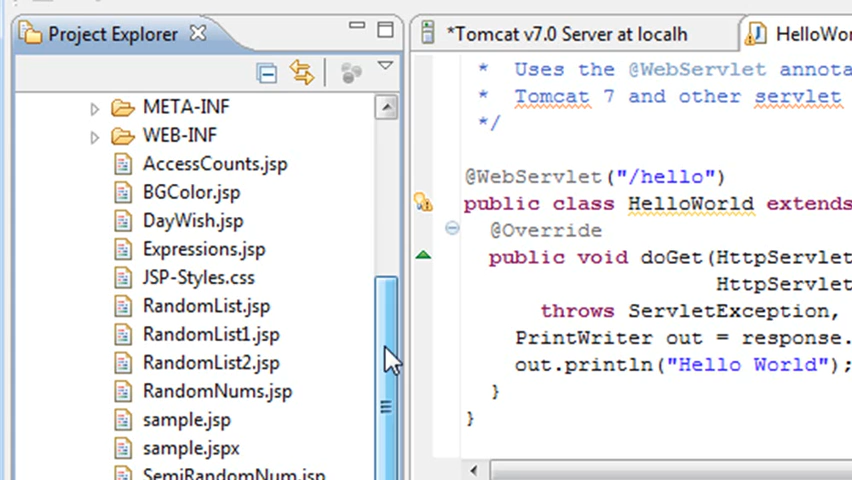 Project Explorer
META-INF
WEB-INF
AccessCounts.jsp
BGColor.jsp
DayWish.jsp
Expressions.jsp
JSP-Styles.css
RandomList.jsp
RandomList1.jsp
RandomList2.jsp
RandomNums.jsp
sample.jsp
sample.jspx
SemiRandomNum.jsp
*Tomcat v7.0 Server at localh
HelloWor
* Uses the @WebServlet annota
* Tomcat 7 and other servlet
*/
@WebServlet("/hello")
public class HelloWorld extends
@Override
public void doGet(HttpServlet
HttpServlet
throws ServletException,
PrintWriter out = response.
out.println("Hello World");
}
}